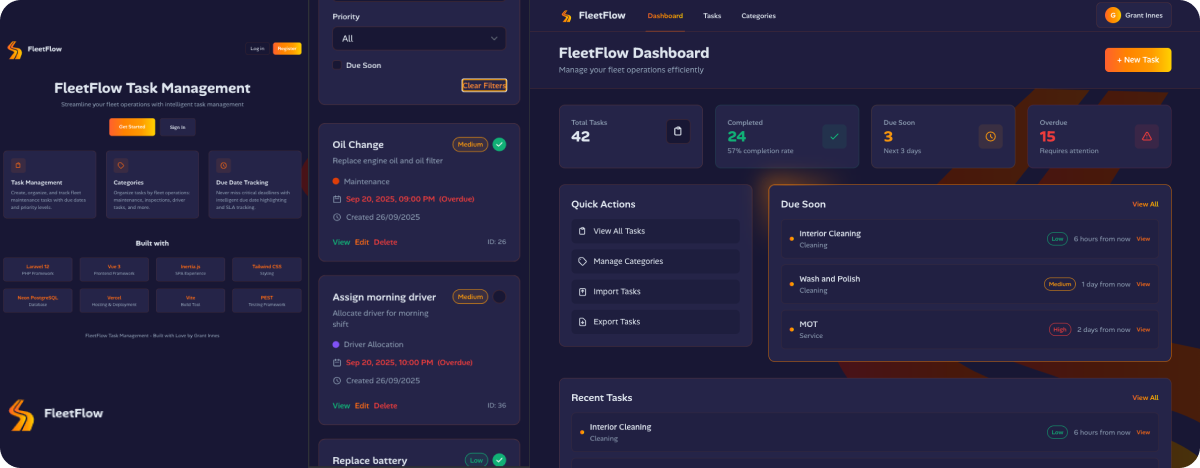 FleetFlow
Log in
Register
FleetFlow Task Management
Streamline your fleet operations with intelligent task management
Get Started
Sign In
Task Management
Create, organize, and track fleet
maintenance tasks with due dates
and priority levels.
Categories
Organize tasks by fleet operations:
maintenance, inspections, driver
tasks, and more.
Due Date Tracking
Never miss critical deadlines with
intelligent due date highlighting
and SLA tracking.
Built with
Laravel 12
PHP Framework
Vue 3
Frontend Framework
Inertia.js
SPA Experience
Tailwind CSS
Styling
Neon PostgreSQL
Database
Vercel
Hosting & Deployment
Vite
Build Tool
PEST
Testing Framework
FleetFlow Task Management - Built with Love by Grant Innes
FleetFlow
Priority
All
Due Soon
Clear Filters
Oil Change
Medium
Replace engine oil and oil filter
Maintenance
Sep 20, 2025, 09:00 PM (Overdue)
Created 26/09/2025
View Edit Delete
ID: 26
Assign morning driver
Medium
Allocate driver for morning
shift
Driver Allocation
Sep 20, 2025, 10:00 PM (Overdue)
Created 26/09/2025
View Edit Delete
ID: 36
Replace battery
Low
FleetFlow
Dashboard
Tasks
Categories
G
Grant Innes
FleetFlow Dashboard
Manage your fleet operations efficiently
+ New Task
Total Tasks
42
Completed
24
57% completion rate
Due Soon
3
Next 3 days
Overdue
15
Requires attention
Quick Actions
View All Tasks
Manage Categories
Import Tasks
Export Tasks
Due Soon
View All
Interior Cleaning
Cleaning
Low
6 hours from now
View
Wash and Polish
Cleaning
Medium
1 day from now
View
MOT
Service
High
2 days from now
View
Recent Tasks
View All
Interior Cleaning
Cleaning
Low
6 hours from now
View